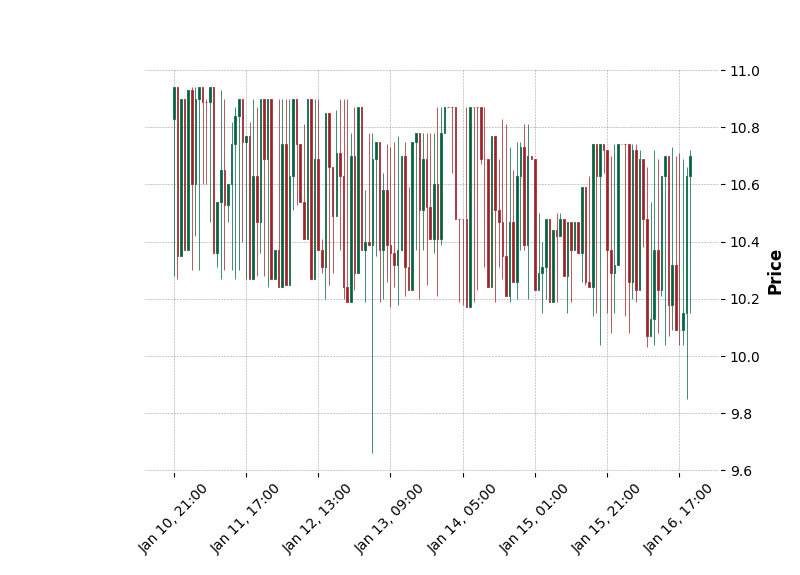 11.0
10.8
10.6
10.4
10.2
10.0
9.8
9.6
Price
Jan 10, 21:00
Jan 11, 17:00
Jan 12, 13:00
Jan 13, 09:00
Jan 14, 05:00
Jan 15, 01:00
Jan 15, 21:00
Jan 16, 17:00